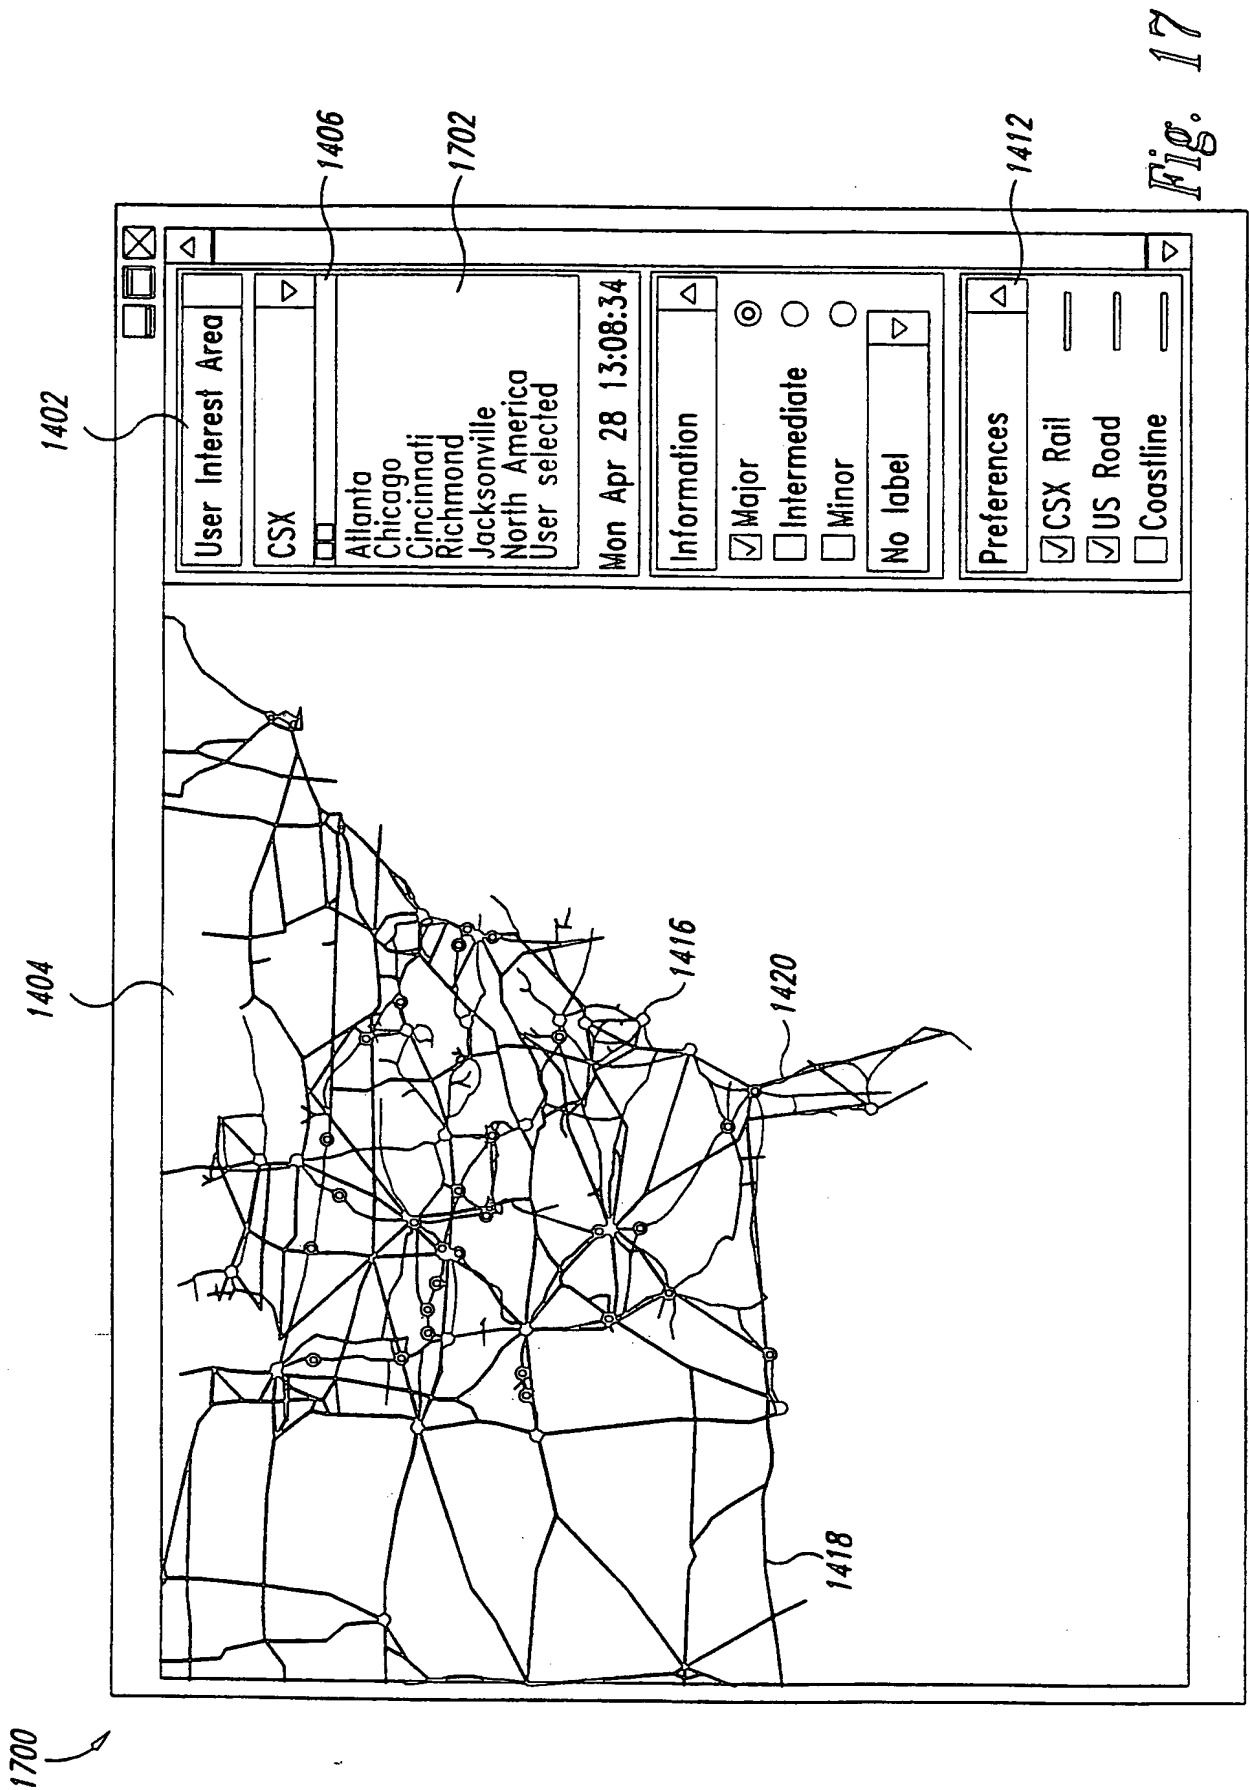 1700
1402
1404
User Interest Area
CSX
1406
Atlanta
Chicago
Cincinnati
Richmond
Jacksonville
North America
User selected
1702
Mon Apr 28 13:08:34
Information
Major
Intermediate
Minor
No label
Preferences
1412
CSX Rail
US Road
Coastline
1416
1420
1418
Fig. 17